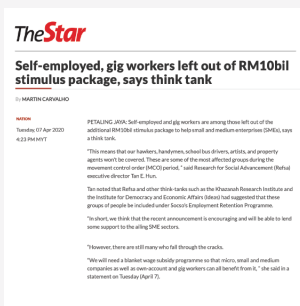 TheStar
Self-employed, gig workers left out of RM10bil
stimulus package, says think tank
By MARTIN CARVALHO
NATION
Tuesday, 07 Apr 2020
4:23 PM MYT
PETALING JAYA: Self-employed and gig workers are among those left out of the
additional RM10bil stimulus package to help small and medium enterprises (SMEs), says
a think tank.
"This means that our hawkers, handymen, school bus drivers, artists, and property
agents won't be covered. These are some of the most affected groups during the
movement control order (MCO) period. " said Research for Social Advancement (Refsa)
executive director Tan E. Hun.
Tan noted that Refsa and other think-tanks such as the Khazanah Research Institute and
the Institute for Democracy and Economic Affairs (Ideas) had suggested that these
groups of people be included under Socso's Employment Retention Programme.
"In short, we think that the recent announcement is encouraging and will be able to lend
some support to the ailing SME sectors.
"However, there are still many who fall through the cracks.
"We will need a blanket wage subsidy programme so that micro, small and medium
companies as well as own-account and gig workers can all benefit from it, " she said in a
statement on Tuesday (April 7).